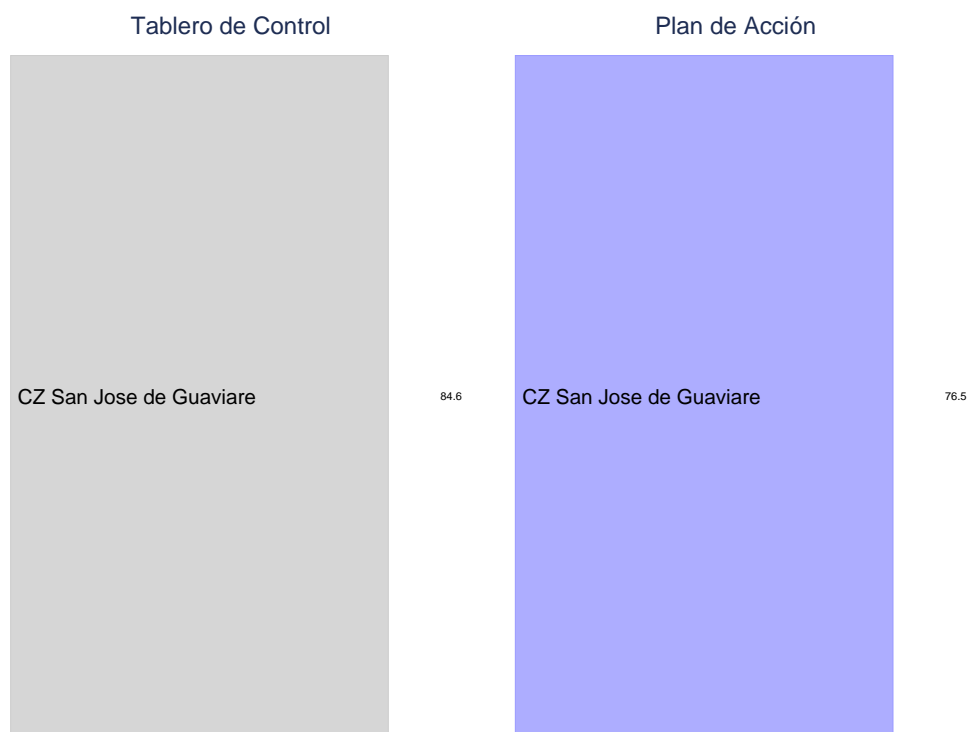 Tablero de Control
CZ San Jose de Guaviare 84.6
Plan de Acción
CZ San Jose de Guaviare 76.5